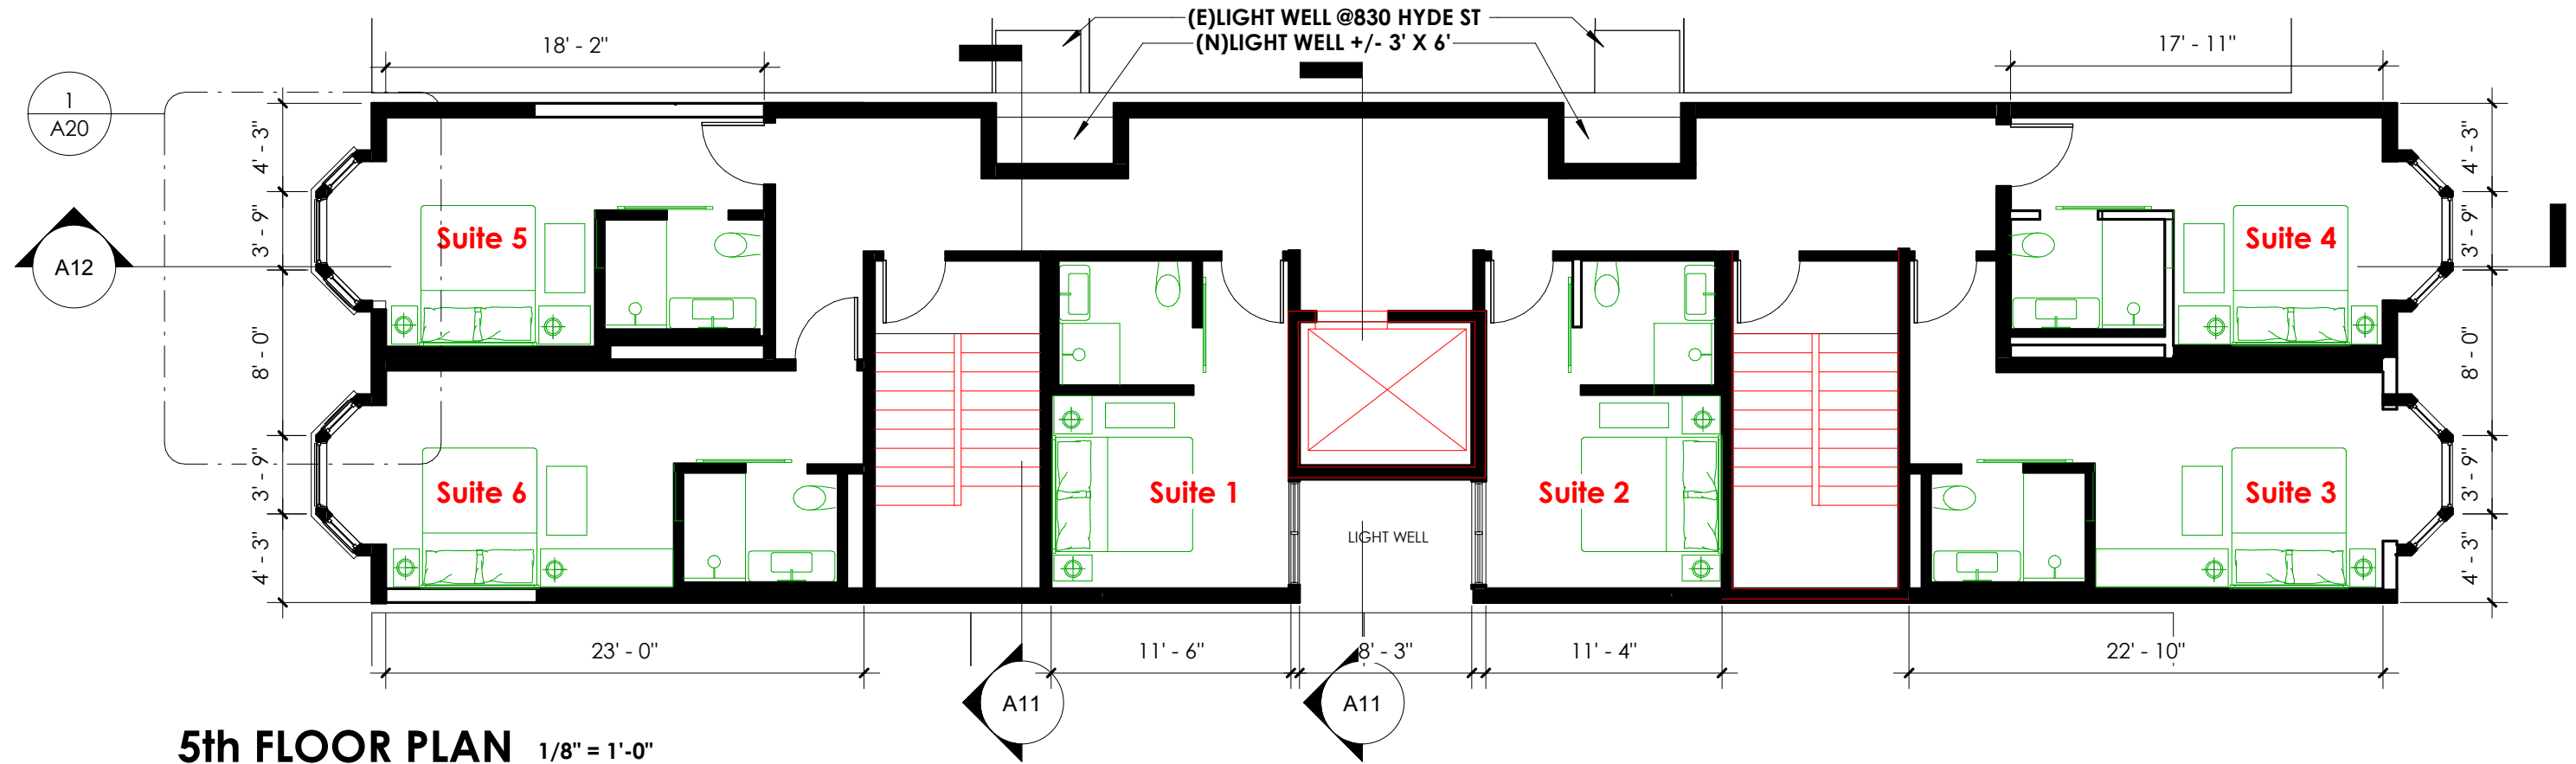 (E)LIGHT WELL @830 HYDE ST
(N)LIGHT WELL +/- 3' X 6'
18' - 2"
17' - 11"
1
A20
A12
4' - 3"
3' - 9"
8' - 0"
3' - 9"
4' - 3"
4' - 3"
3' - 9"
8' - 0"
3' - 9"
4' - 3"
Suite 5
Suite 4
Suite 6
Suite 1
Suite 2
Suite 3
LIGHT WELL
23' - 0"
11' - 6"
8' - 3"
11' - 4"
22' - 10"
A11
A11
5th FLOOR PLAN 1/8" = 1'-0"